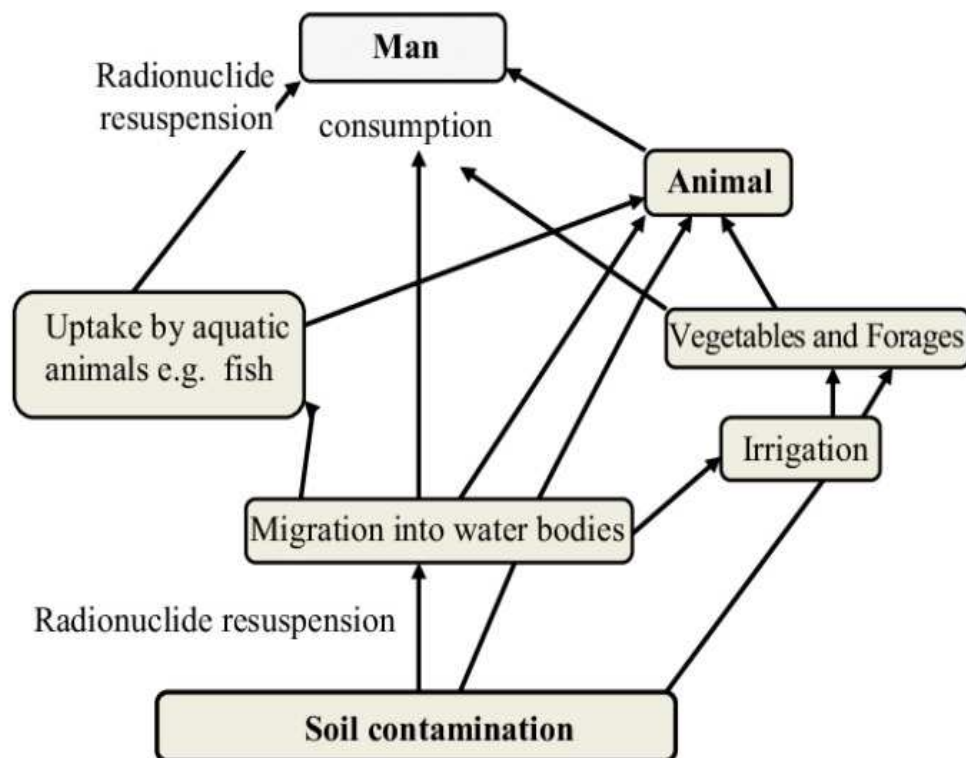 Man
Radionuclide
resuspension
consumption
Animal
Uptake by aquatic
animals e.g. fish
Vegetables and Forages
Irrigation
Migration into water bodies
Radionuclide resuspension
Soil contamination